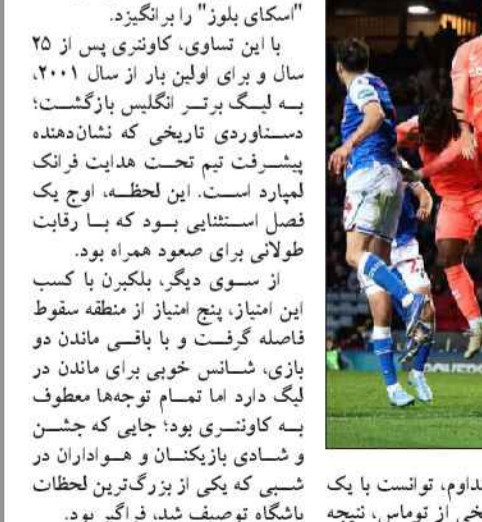 "اسکای بلوز" را برانگیزد.
با این تساوی، کاونتری پس از ۲۵
سال و برای اولین بار از سال ۲۰۰۱،
به لیگ برتر انگلیس بازگشت؛
دستاوردی تاریخی که نشان‌دهنده
پیشرفت تیم تحت هدایت فرانک
لمپارد است. این لحظه، اوج یک
فصل استثنایی بود که با رقابت
طولانی برای صعود همراه بود.
از سوی دیگر، بلکبرن با کسب
این امتیاز، پنج امتیاز از منطقه سقوط
فاصله گرفت و با باقی ماندن دو
بازی، شانس خوبی برای ماندن در
لیگ دارد اما تمام توجه‌ها معطوف
به کاونتری بود؛ جایی که جشن
و شادی بازیکنان و هواداران در
شبی که یکی از بزرگ‌ترین لحظات
باشگاه توصیف شد، فراگیر بود.
توانست با یک
از توماس، نتیجه